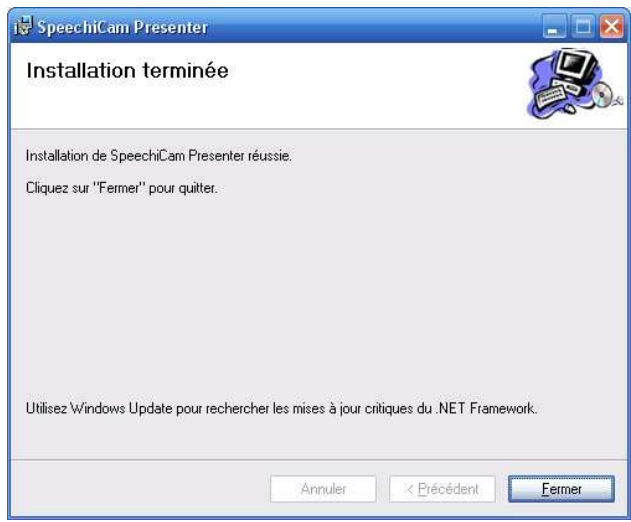 SpeechiCam Presenter
Installation terminée
Installation de SpeechiCam Presenter réussie.
Cliquez sur "Fermer" pour quitter.
Utilisez Windows Update pour rechercher les mises à jour critiques du .NET Framework.
Annuler
< Précédent
Fermer